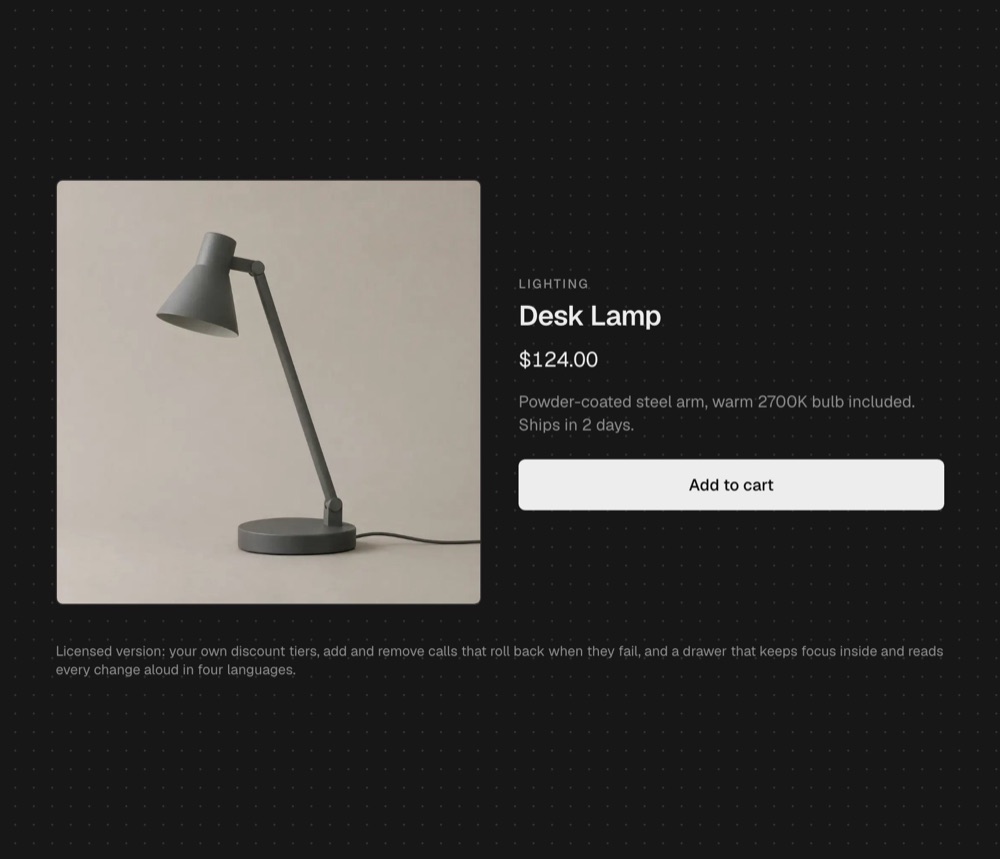 LIGHTING
Desk Lamp
$124.00
Powder-coated steel arm, warm 2700K bulb included.
Ships in 2 days.
Add to cart
Licensed version: your own discount tiers, add and remove calls that roll back when they fail, and a drawer that keeps focus inside and reads
every change aloud in four languages.